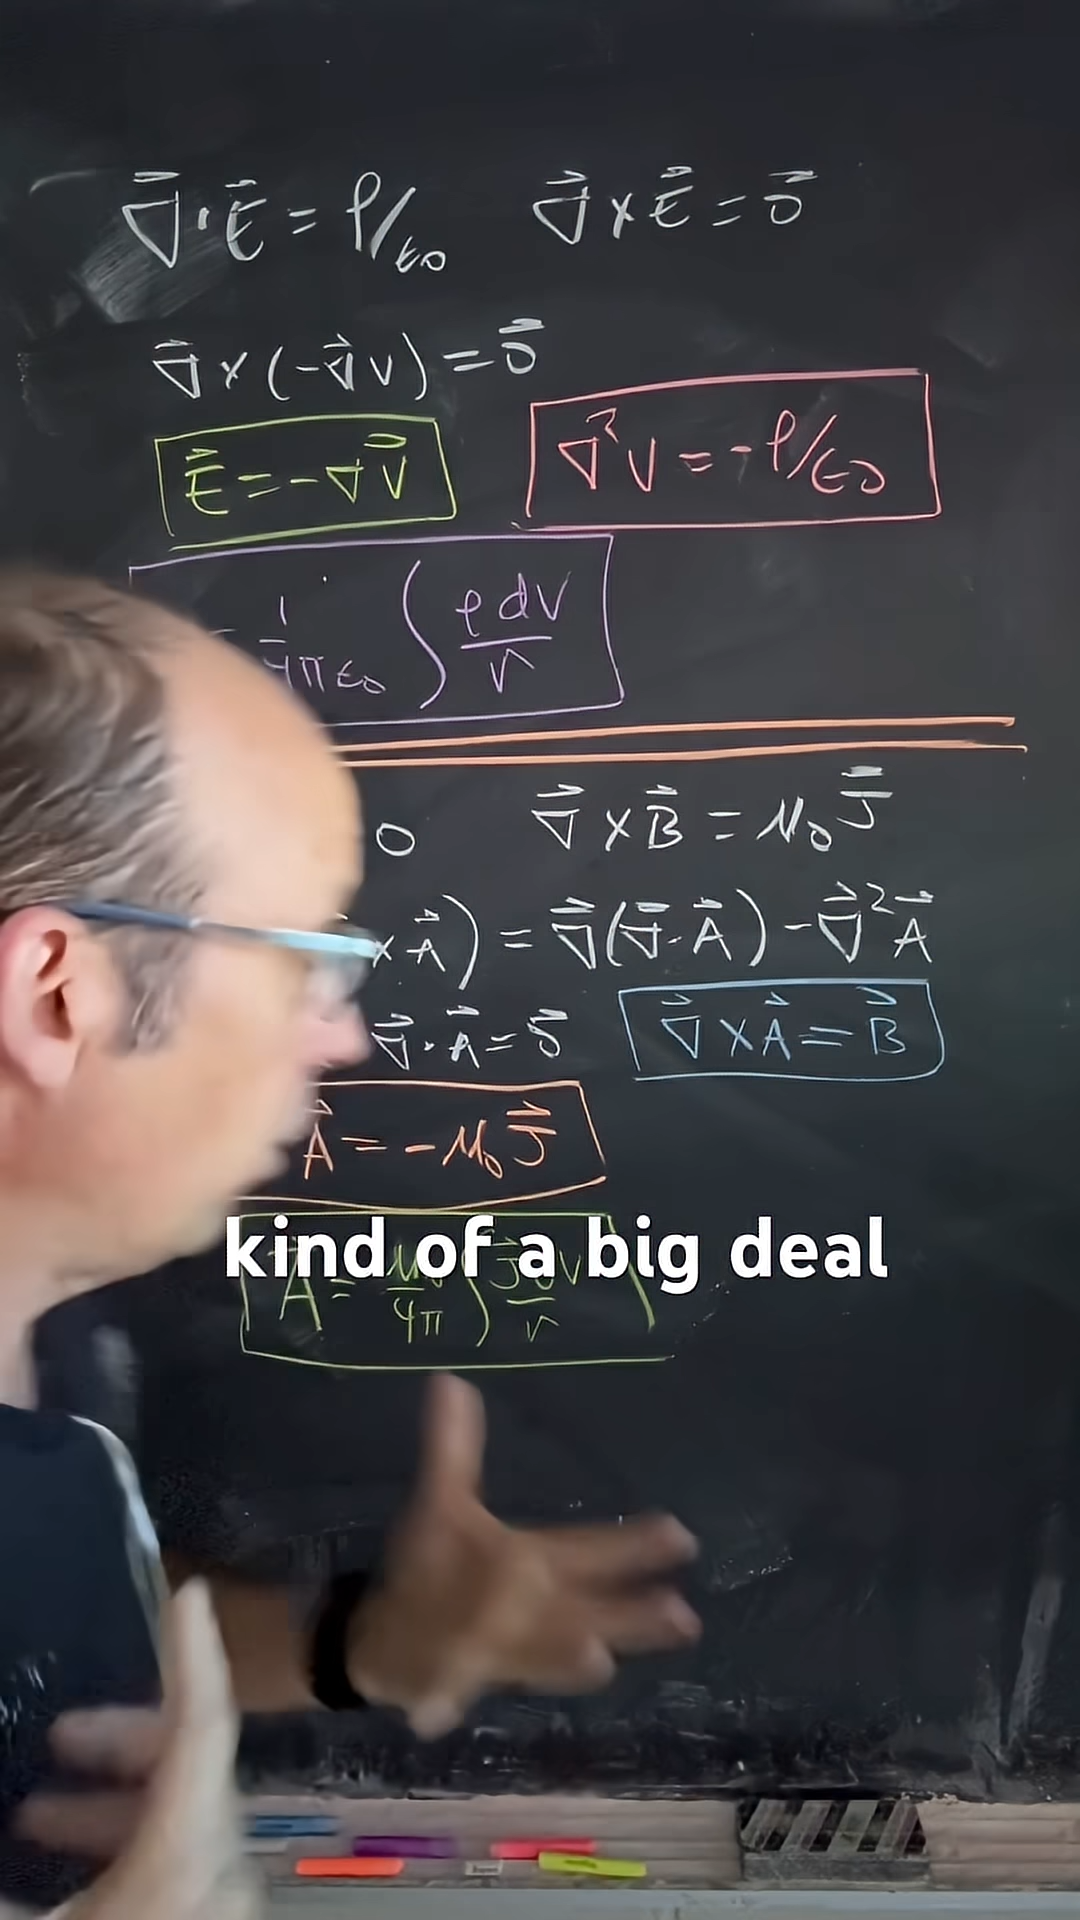 ∇⃗·E⃗ = ρ/ε0 ∇⃗×E⃗ = 0⃗
∇⃗×(-∇⃗V) = 0⃗
E⃗ = -∇V⃗ ∇²V = -ρ/ε0
1/4πε0 ∫ ρdV/r
0 ∇⃗×B⃗ = μ0J⃗
×A⃗) = ∇⃗(∇⃗·A⃗) - ∇⃗²A⃗
∇⃗·A⃗ = 0⃗ ∇⃗×A⃗ = B⃗
A⃗ = -μ0J⃗
kind of a big deal
A⃗ = μ0/4π ∫ J⃗dV/r